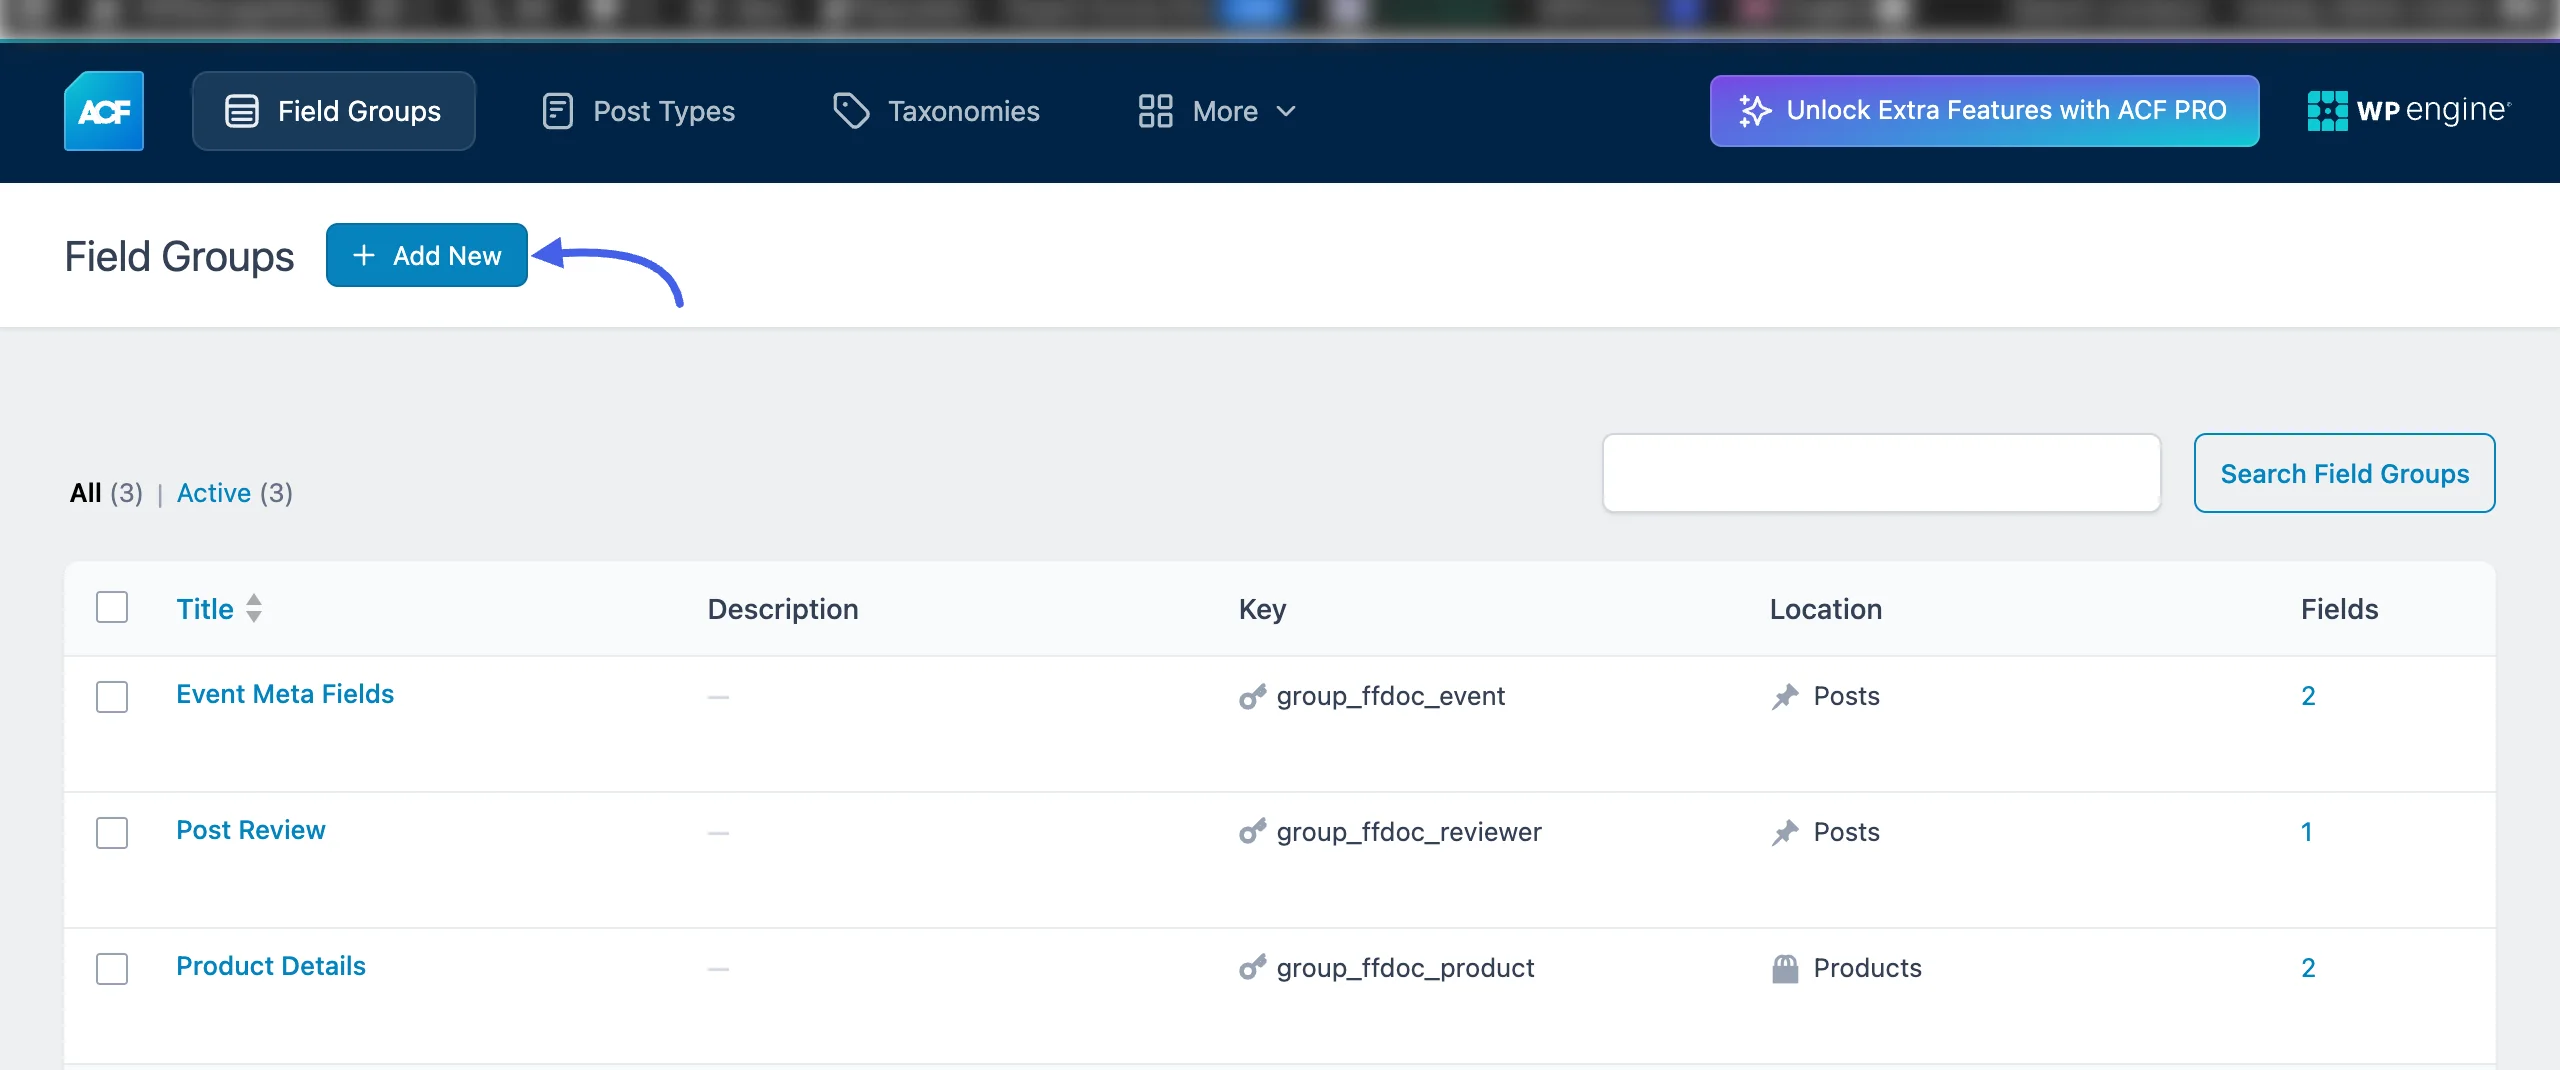 ACF Field Groups Post Types Taxonomies More Unlock Extra Features with ACF PRO WP engine
Field Groups + Add New
All (3) | Active (3) Search Field Groups
Title Description Key Location Fields
Event Meta Fields — group_ffdoc_event Posts 2
Post Review — group_ffdoc_reviewer Posts 1
Product Details — group_ffdoc_product Products 2